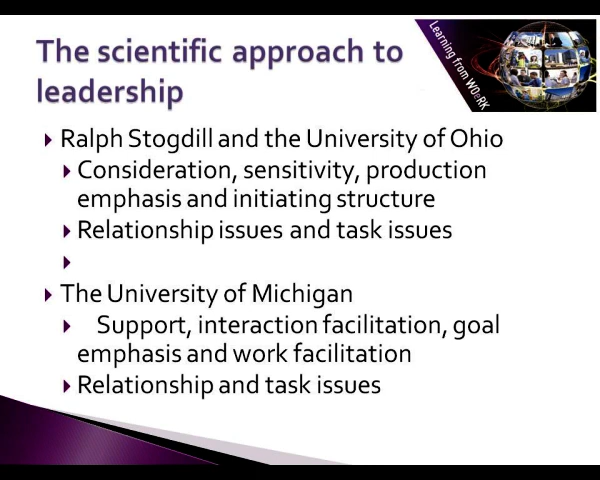 Learning from WOeRK
The scientific approach to
leadership
Ralph Stogdill and the University of Ohio
Consideration, sensitivity, production
emphasis and initiating structure
Relationship issues and task issues
The University of Michigan
Support, interaction facilitation, goal
emphasis and work facilitation
Relationship and task issues